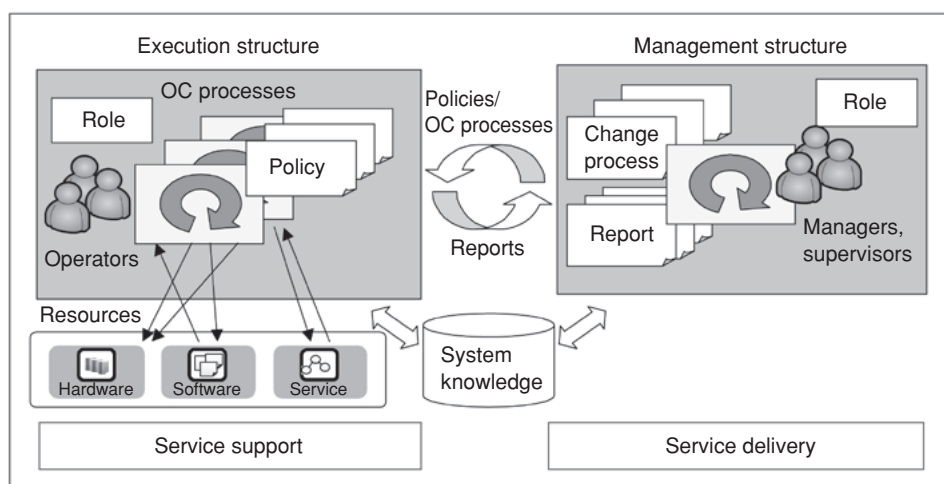 Execution structure
Management structure
OC processes
Role
Policy
Operators
Policies/
OC processes
Reports
Change
process
Report
Role
Managers,
supervisors
Resources
Hardware
Software
Service
System
knowledge
Service support
Service delivery